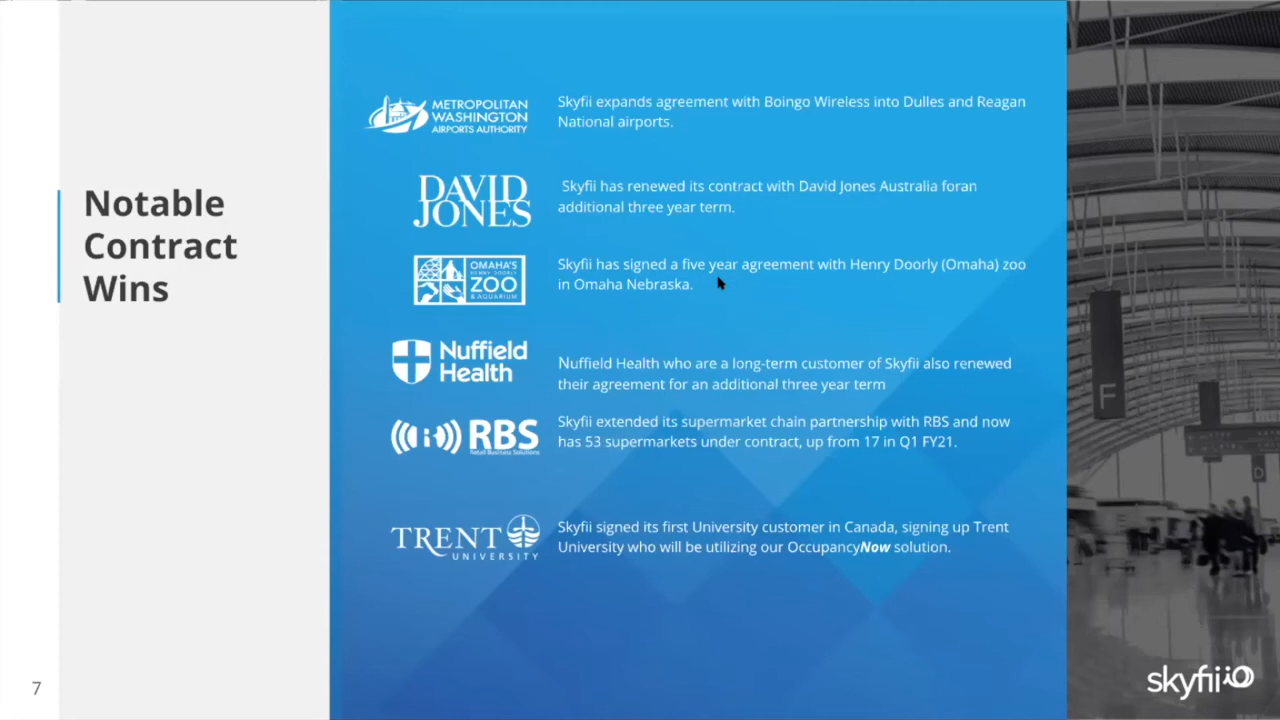 Notable
Contract
Wins
METROPOLITAN
WASHINGTON
AIRPORTS AUTHORITY
Skyfii expands agreement with Boingo Wireless into Dulles and Reagan
National airports.
DAVID
JONES
Skyfii has renewed its contract with David Jones Australia foran
additional three year term.
OMAHA'S
HENRY DOORLY
ZOO
& AQUARIUM
Skyfii has signed a five year agreement with Henry Doorly (Omaha) zoo
in Omaha Nebraska.
Nuffield
Health
Nuffield Health who are a long-term customer of Skyfii also renewed
their agreement for an additional three year term
RBS
Retail Business Solutions
Skyfii extended its supermarket chain partnership with RBS and now
has 53 supermarkets under contract, up from 17 in Q1 FY21.
TRENT
UNIVERSITY
Skyfii signed its first University customer in Canada, signing up Trent
University who will be utilizing our OccupancyNow solution.
F
D
7
skyfii